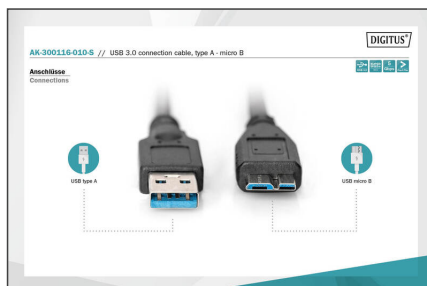 DIGITUS®
AK-300116-010-S // USB 3.0 connection cable, type A - micro B
Anschlüsse
Connections
USB type A
USB micro B